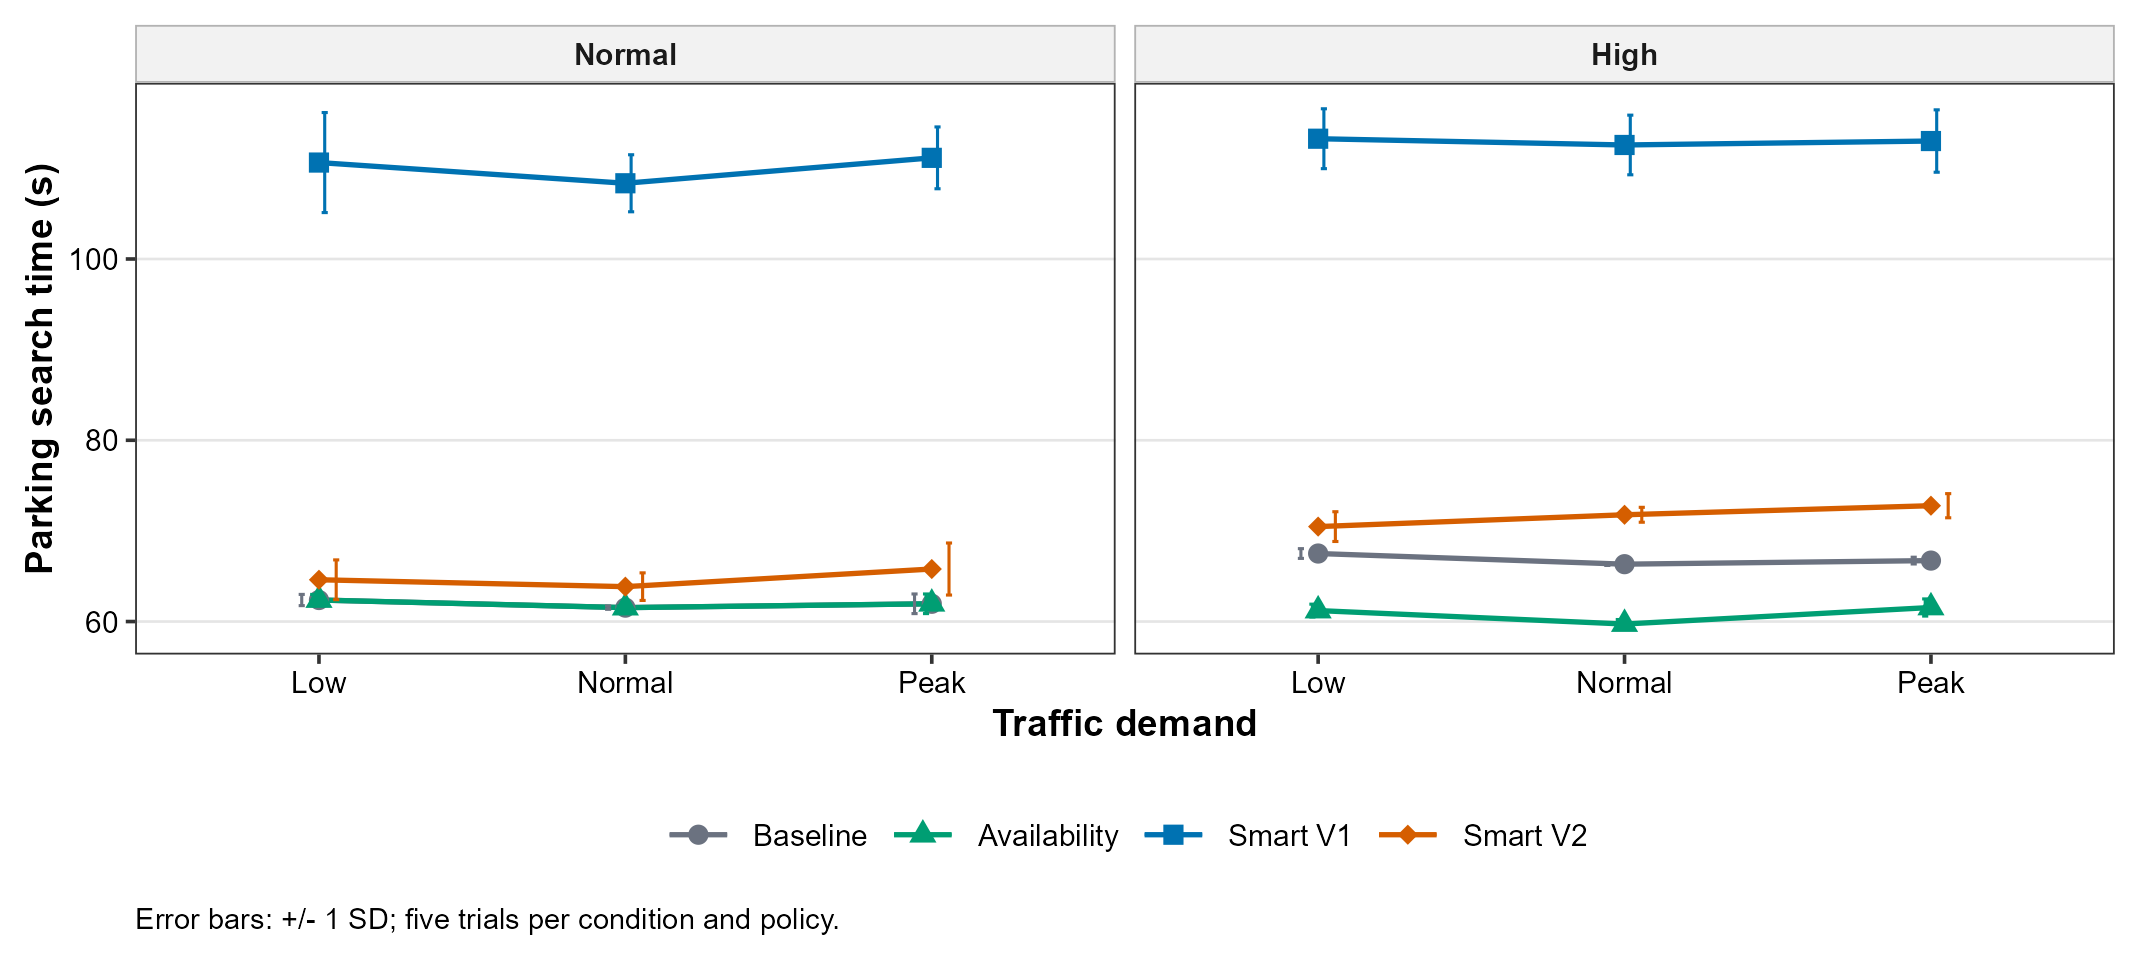 Normal
High
Parking search time (s)
100
80
60
Low
Normal
Peak
Low
Normal
Peak
Traffic demand
Baseline
Availability
Smart V1
Smart V2
Error bars: +/- 1 SD; five trials per condition and policy.